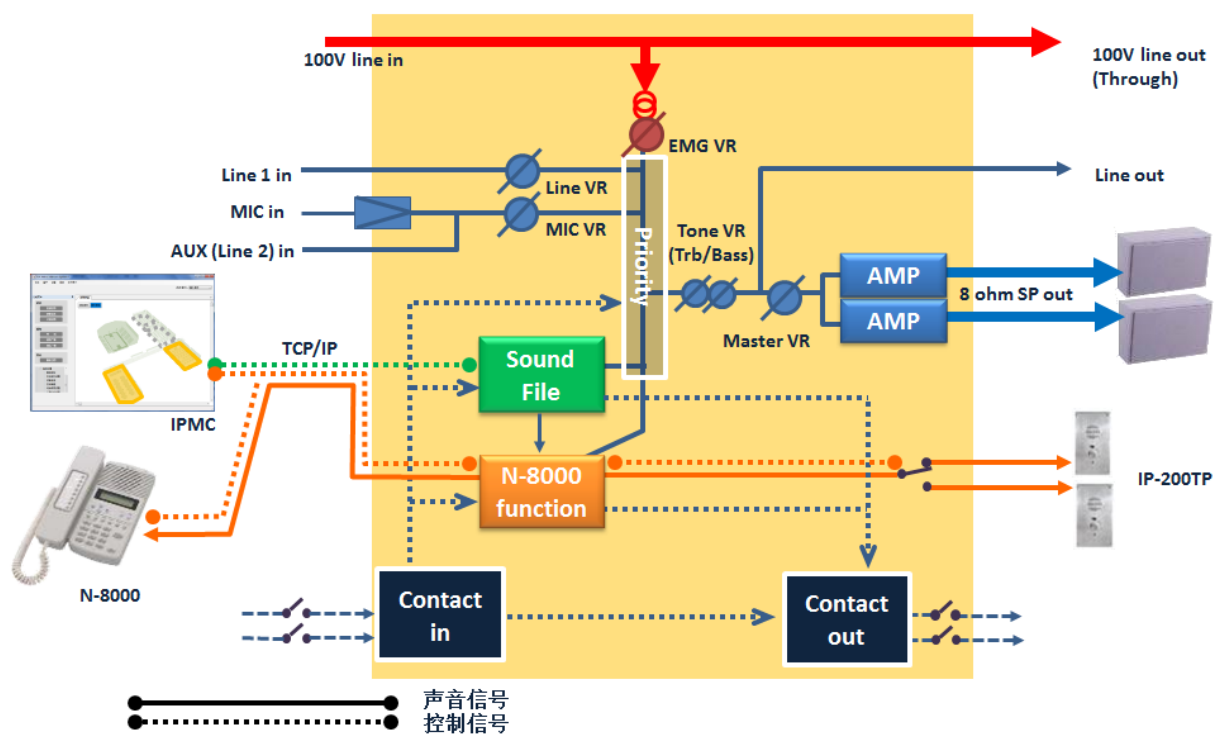 100V line in
100V line out
(Through)
EMG VR
Line 1 in
Line VR
Line out
MIC in
MIC VR
AUX (Line 2) in
Priority
Tone VR
(Trb/Bass)
AMP
8 ohm SP out
AMP
Master VR
TCP/IP
Sound
File
IPMC
N-8000
function
IP-200TP
N-8000
Contact
in
Contact
out
声音信号
控制信号